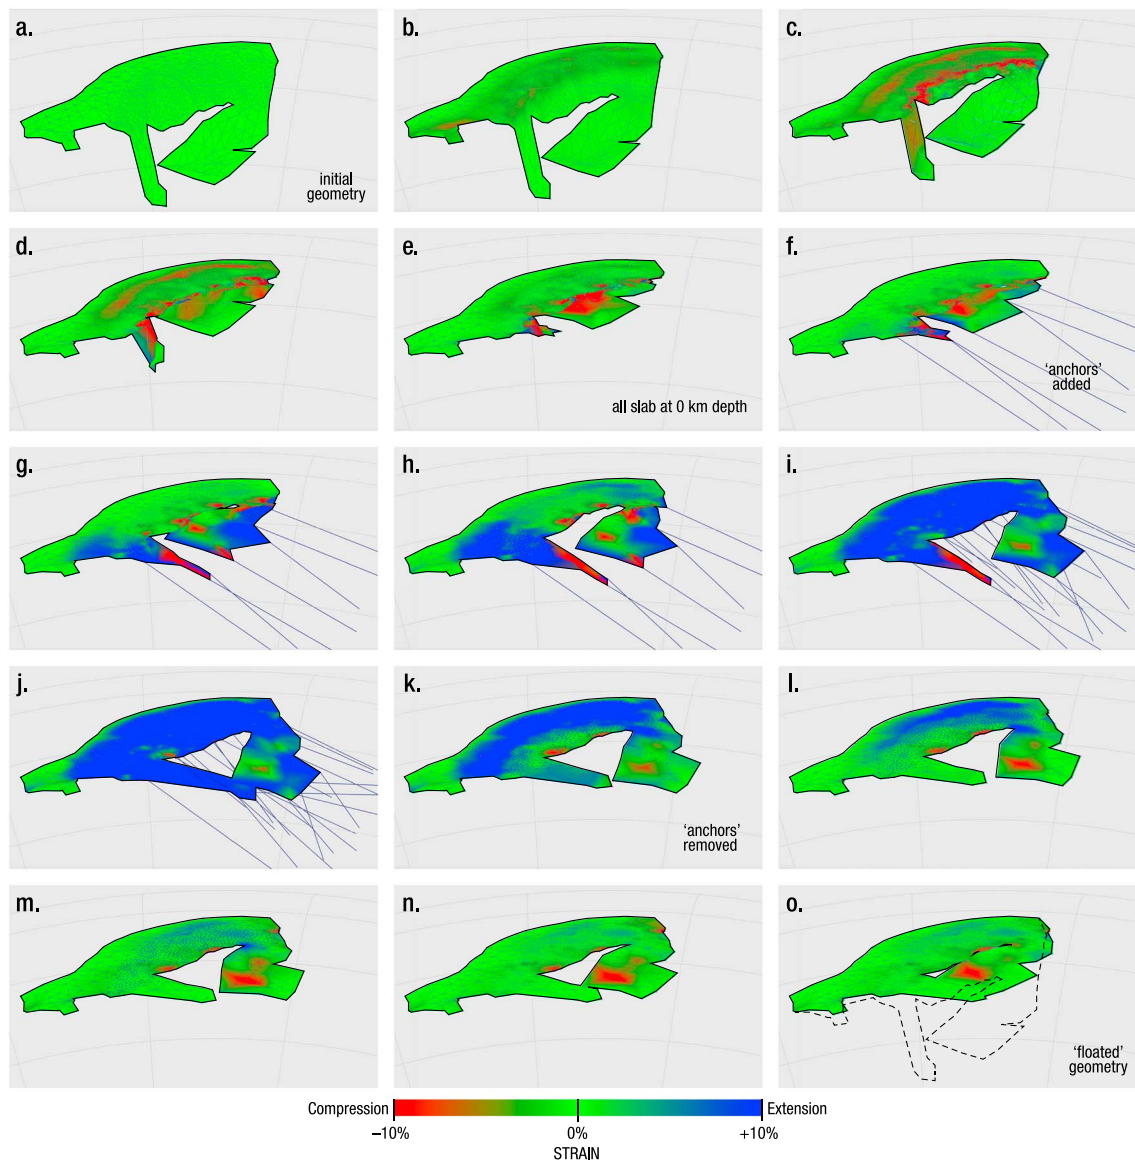 a.
initial
geometry
b.
c.
d.
e.
all slab at 0 km depth
f.
'anchors'
added
g.
h.
i.
j.
k.
'anchors'
removed
l.
m.
n.
o.
'floated'
geometry
Compression
Extension
−10%
0%
+10%
STRAIN